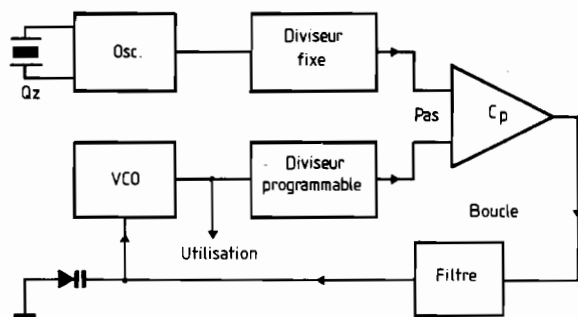 Qz
Osc.
Diviseur
fixe
Pas
Cp
VCO
Diviseur
programmable
Utilisation
Boucle
Filtre